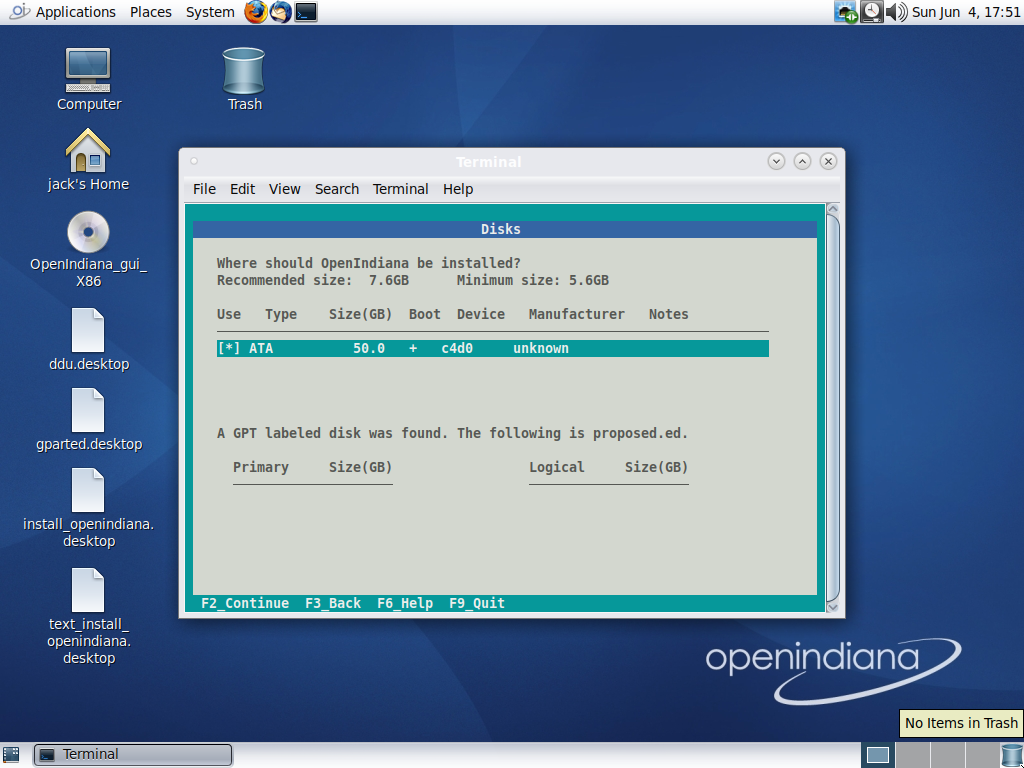 Applications Places System Sun Jun 4, 17:51
Computer
Trash
jack's Home
OpenIndiana_gui_
X86
ddu.desktop
gparted.desktop
install_openindiana.
desktop
text_install_
openindiana.
desktop
Terminal
File Edit View Search Terminal Help
Disks
Where should OpenIndiana be installed?
Recommended size: 7.6GB Minimum size: 5.6GB
Use Type Size(GB) Boot Device Manufacturer Notes
[*] ATA 50.0 + c4d0 unknown
A GPT labeled disk was found. The following is proposed.ed.
Primary Size(GB) Logical Size(GB)
F2_Continue F3_Back F6_Help F9_Quit
openindiana
No Items in Trash
Terminal